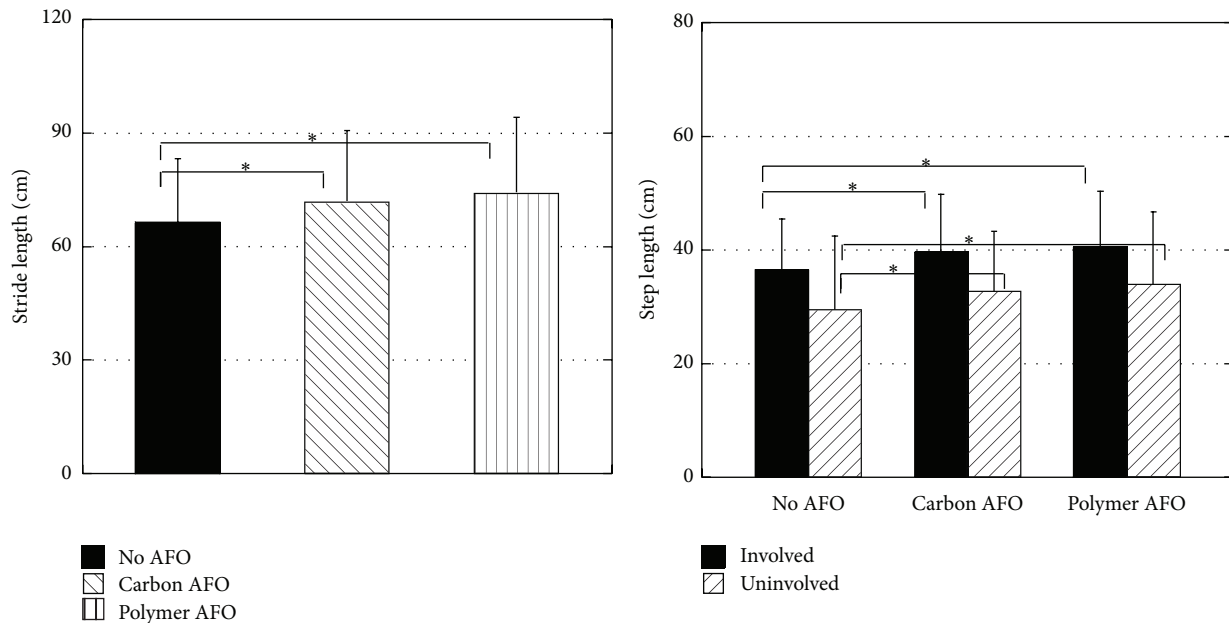 120
90
60
30
0
Stride length (cm)
*
*
No AFO
Carbon AFO
Polymer AFO
80
60
40
20
0
Step length (cm)
*
*
*
*
No AFO Carbon AFO Polymer AFO
Involved
Uninvolved